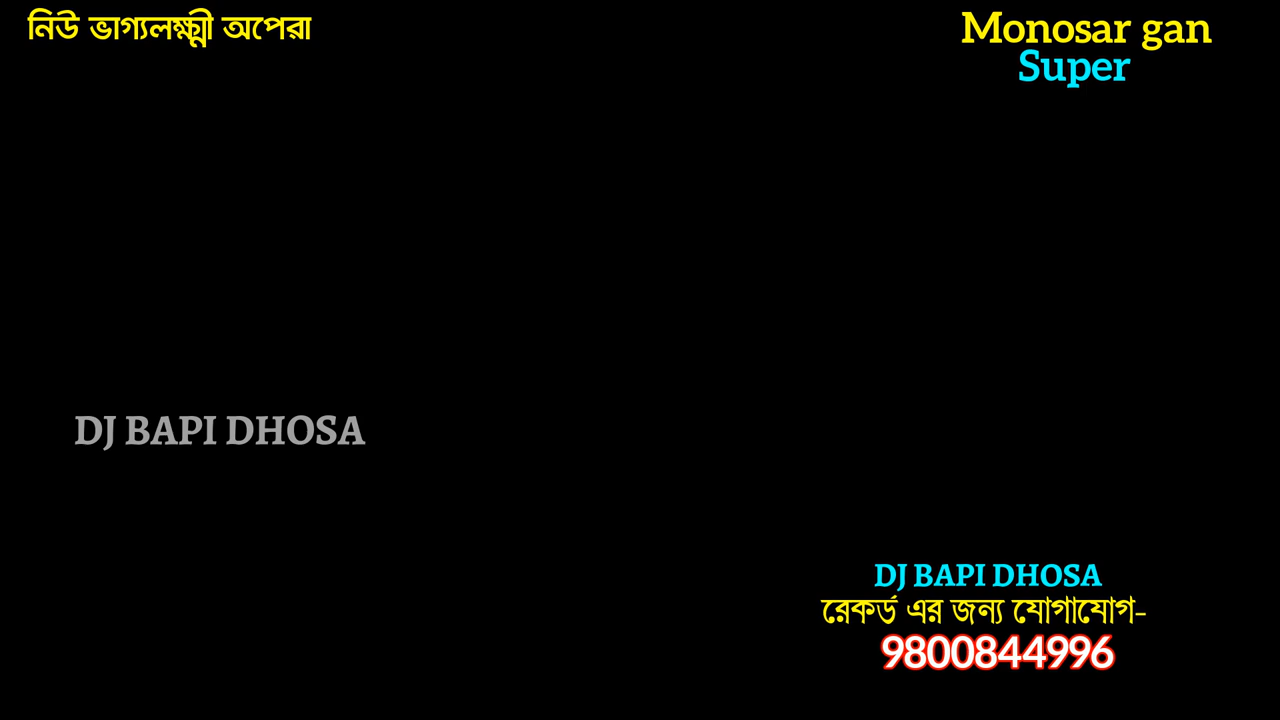 নিউ ভাগ্যলক্ষ্মী অপেরা
Monosar gan
Super
DJ BAPI DHOSA
DJ BAPI DHOSA
রেকর্ড এর জন্য যোগাযোগ-
9800844996